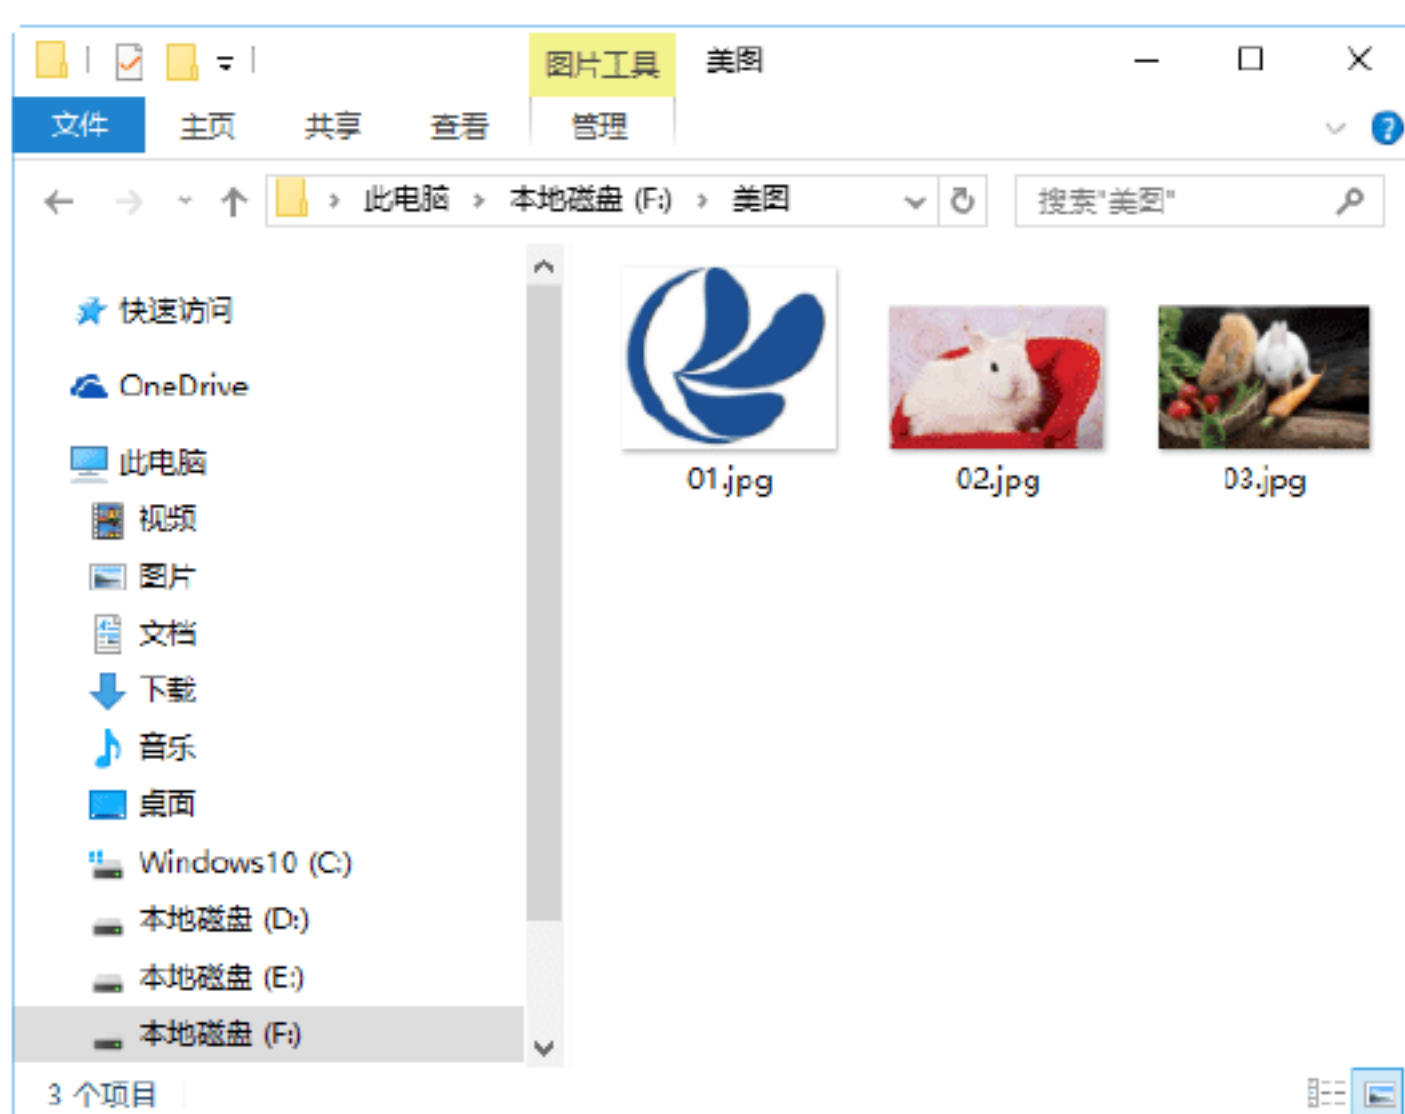 图片工具 美图
文件 主页 共享 查看 管理
此电脑 本地磁盘 (F:) 美图 搜索"美图"
快速访问
OneDrive
此电脑
视频
图片
文档
下载
音乐
桌面
Windows10 (C:)
本地磁盘 (D:)
本地磁盘 (E:)
本地磁盘 (F:)
01.jpg 02.jpg 03.jpg
3 个项目